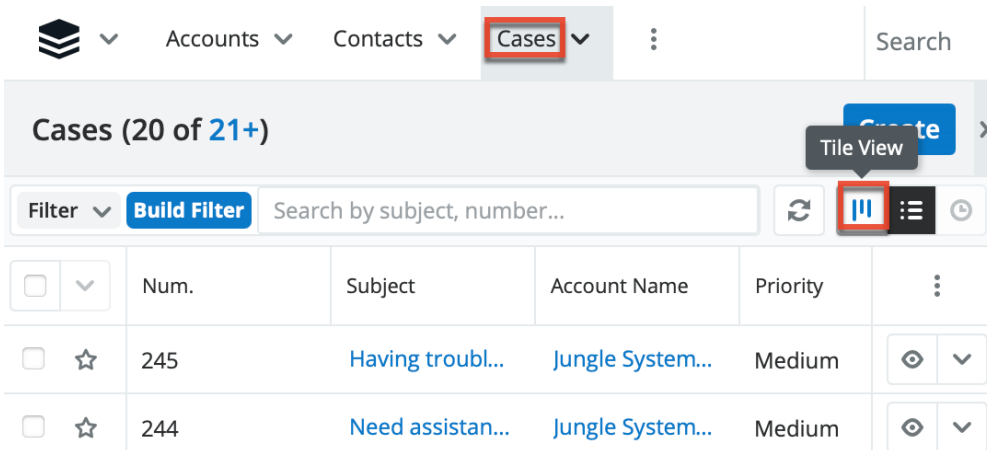 Accounts Contacts Cases Search
Cases (20 of 21+)
Create
Tile View
Filter Build Filter Search by subject, number...
Num. Subject Account Name Priority
245 Having troubl... Jungle System... Medium
244 Need assistan... Jungle System... Medium